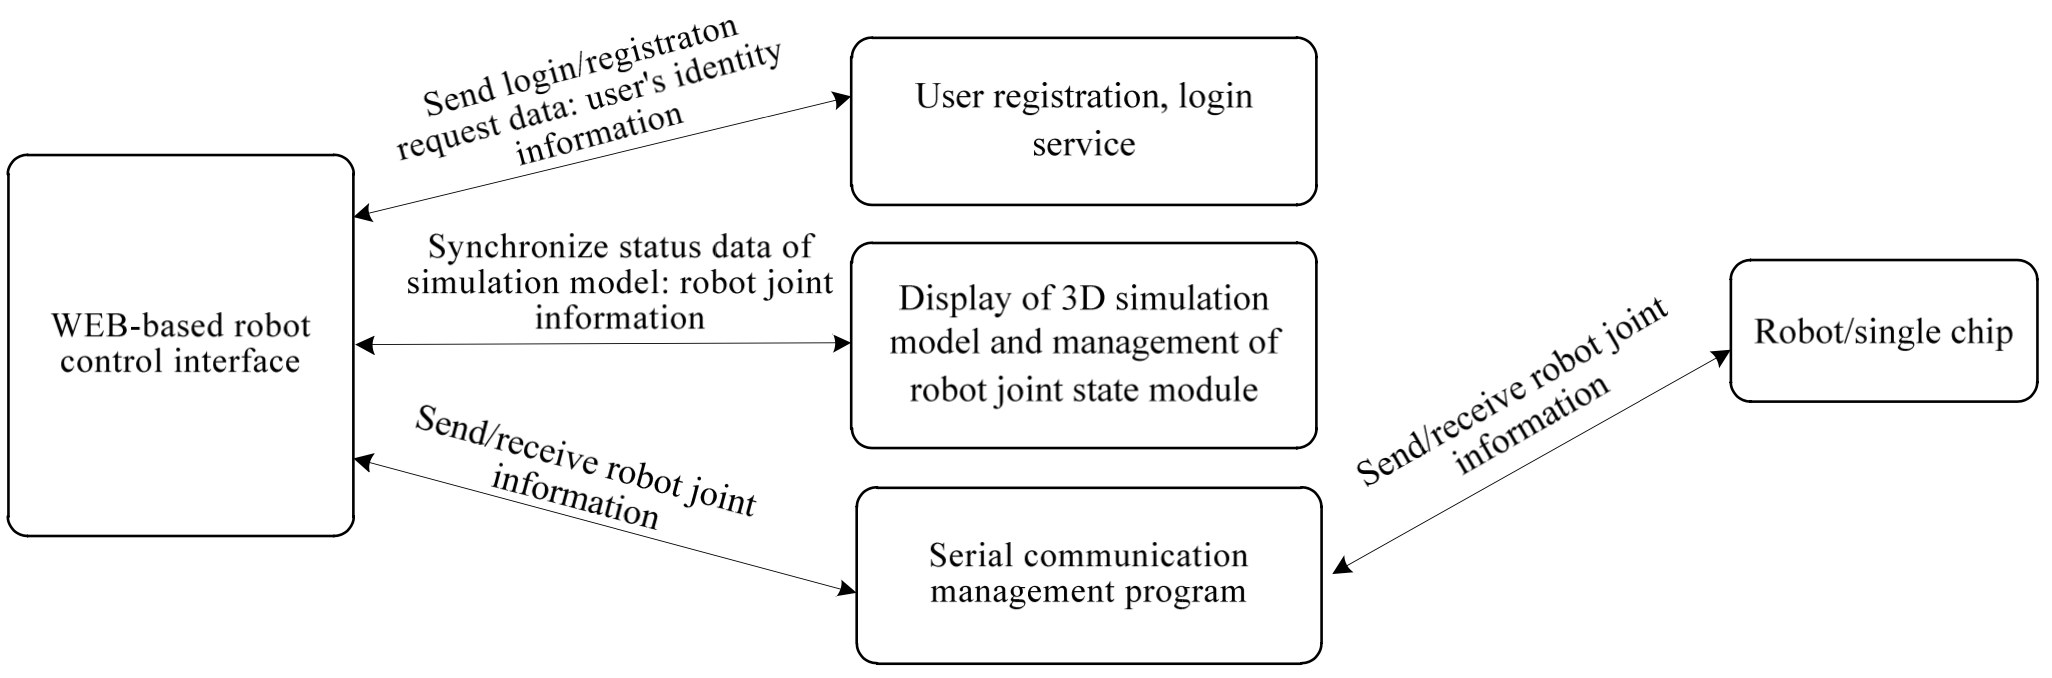 Send login/registraton
request data: user's identity
information
User registration, login
service
WEB-based robot
control interface
Synchronize status data of
simulation model: robot joint
information
Display of 3D simulation
model and management of
robot joint state module
Send/receive robot joint
information
Serial communication
management program
Send/receive robot joint
information
Robot/single chip